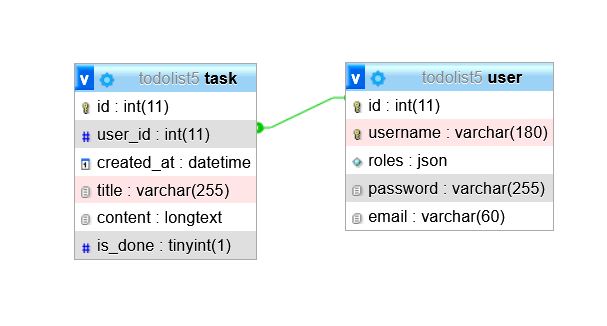 v todolist5 task
id : int(11)
user_id : int(11)
created_at : datetime
title : varchar(255)
content : longtext
is_done : tinyint(1)
v todolist5 user
id : int(11)
username : varchar(180)
roles : json
password : varchar(255)
email : varchar(60)